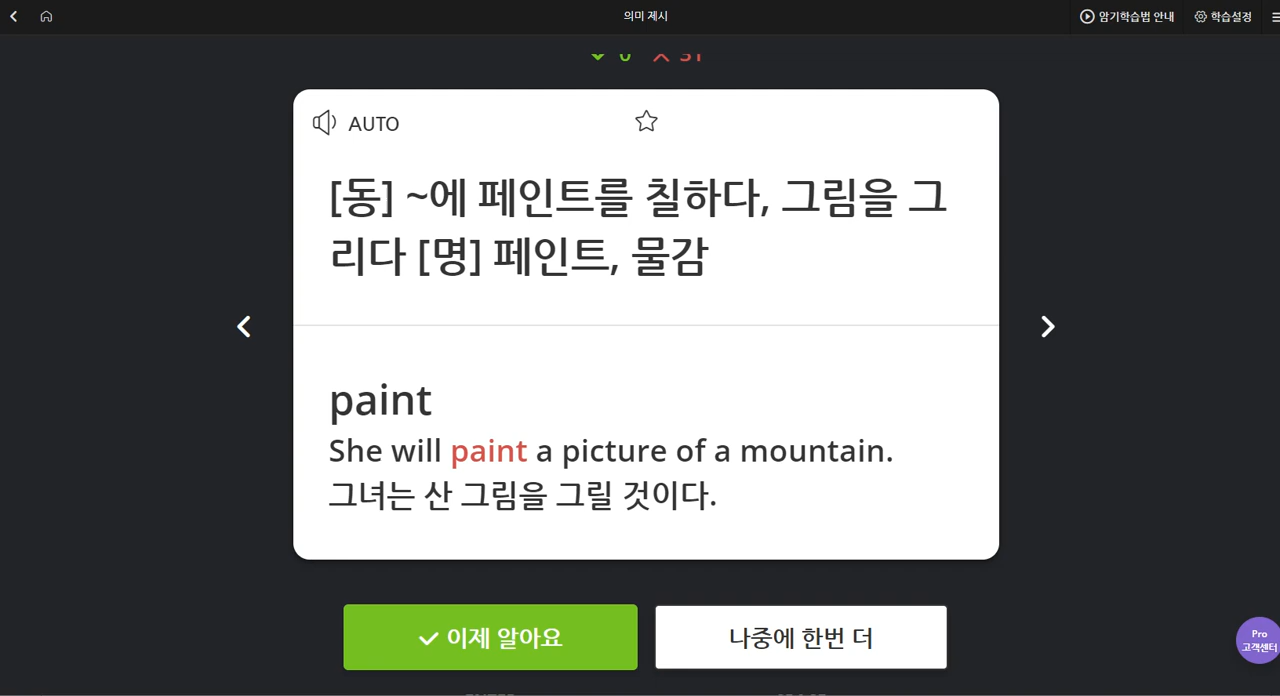 의미 제시
암기학습법 안내
학습설정
AUTO
[동] ~에 페인트를 칠하다, 그림을 그
리다 [명] 페인트, 물감
paint
She will paint a picture of a mountain.
그녀는 산 그림을 그릴 것이다.
이제 알아요
나중에 한번 더
Pro
고객센터